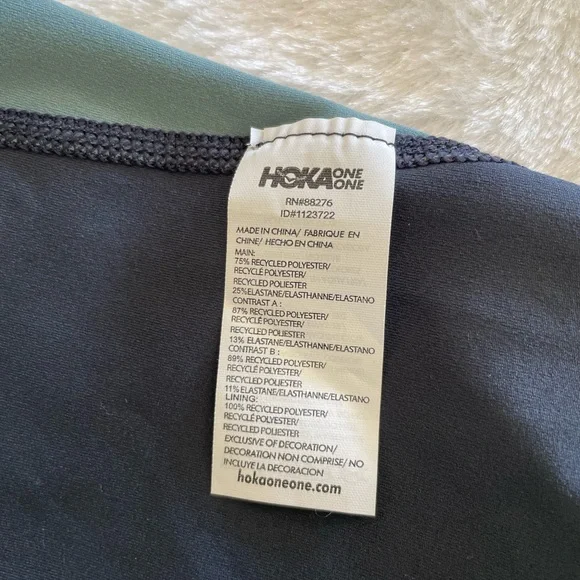 HOKA ONE ONE
RN#88276
ID#1123722
MADE IN CHINA/ FABRIQUE EN
CHINE/ HECHO EN CHINA
MAIN:
75% RECYCLED POLYESTER/
RECYCLÉ POLYESTER/
RECYCLED POLIESTER
25%ELASTANE/ELASTHANNE/ELASTANO
CONTRAST A :
87% RECYCLED POLYESTER/
RECYCLÉ POLYESTER/
RECYCLED POLIESTER
13% ELASTANE/ELASTHANNE/ELASTANO
CONTRAST B :
89% RECYCLED POLYESTER/
RECYCLÉ POLYESTER/
RECYCLED POLIESTER
11% ELASTANE/ELASTHANNE/ELASTANO
LINING:
100% RECYCLED POLYESTER/
RECYCLÉ POLYESTER/
RECYCLED POLIESTER
EXCLUSIVE OF DECORATION/
DECORATION NON COMPRISE/ NO
INCLUYE LA DECORACION
hokaoneone.com